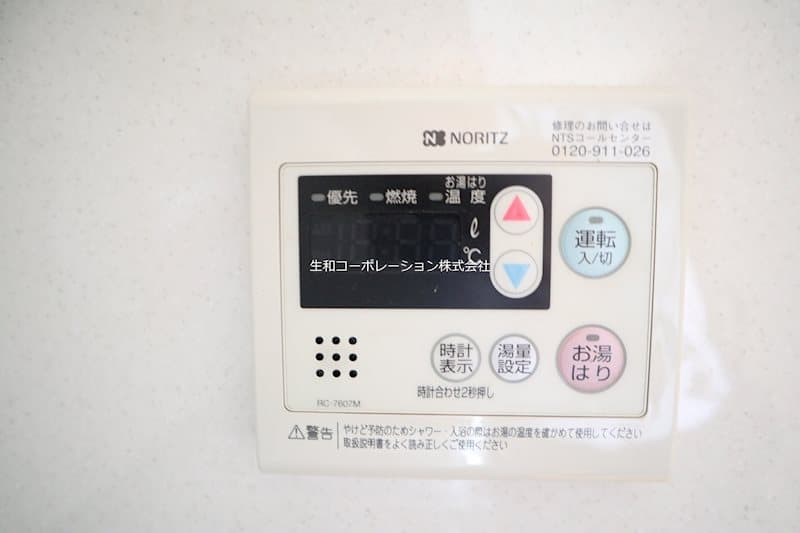 NORITZ
修理のお問い合せは
NTSコールセンター
0120-911-026
優先 燃焼 お湯はり
温度
ℓ
℃
生和コーポレーション株式会社
運転
入/切
時計
表示
湯量
設定
お湯
はり
時計合わせ2秒押し
RC-7607M
警告
やけど予防のためシャワー・入浴の際はお湯の温度を確かめて使用してください
取扱説明書をよく読み正しくご使用ください